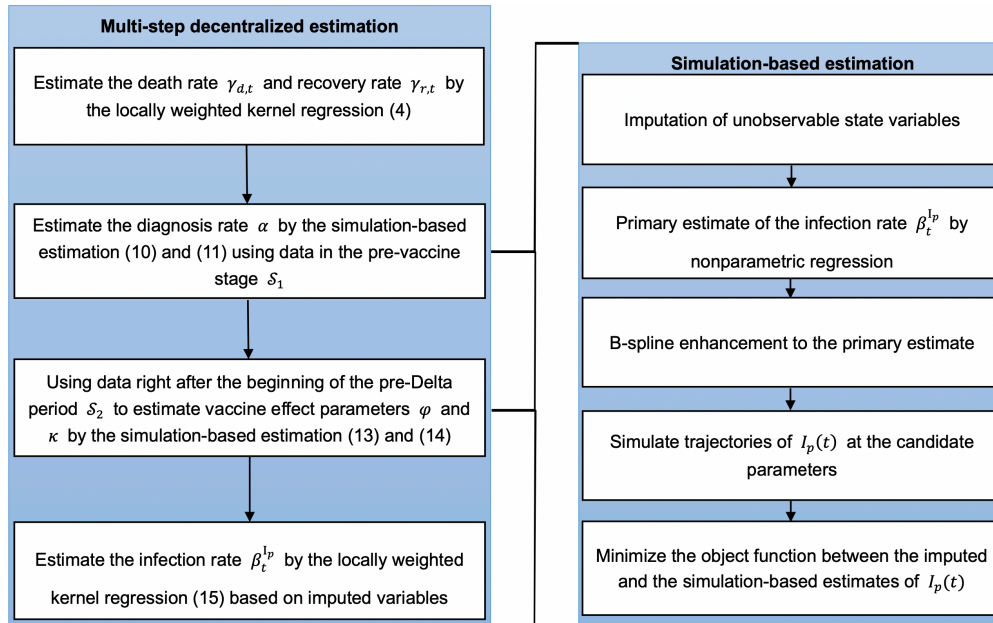 Multi-step decentralized estimation
Estimate the death rate γ_{d,t} and recovery rate γ_{r,t} by
the locally weighted kernel regression (4)
Estimate the diagnosis rate α by the simulation-based
estimation (10) and (11) using data in the pre-vaccine
stage 𝒮₁
Using data right after the beginning of the pre-Delta
period 𝒮₂ to estimate vaccine effect parameters φ and
κ by the simulation-based estimation (13) and (14)
Estimate the infection rate β_t^{I_p} by the locally weighted
kernel regression (15) based on imputed variables
Simulation-based estimation
Imputation of unobservable state variables
Primary estimate of the infection rate β_t^{I_p} by
nonparametric regression
B-spline enhancement to the primary estimate
Simulate trajectories of I_p(t) at the candidate
parameters
Minimize the object function between the imputed
and the simulation-based estimates of I_p(t)